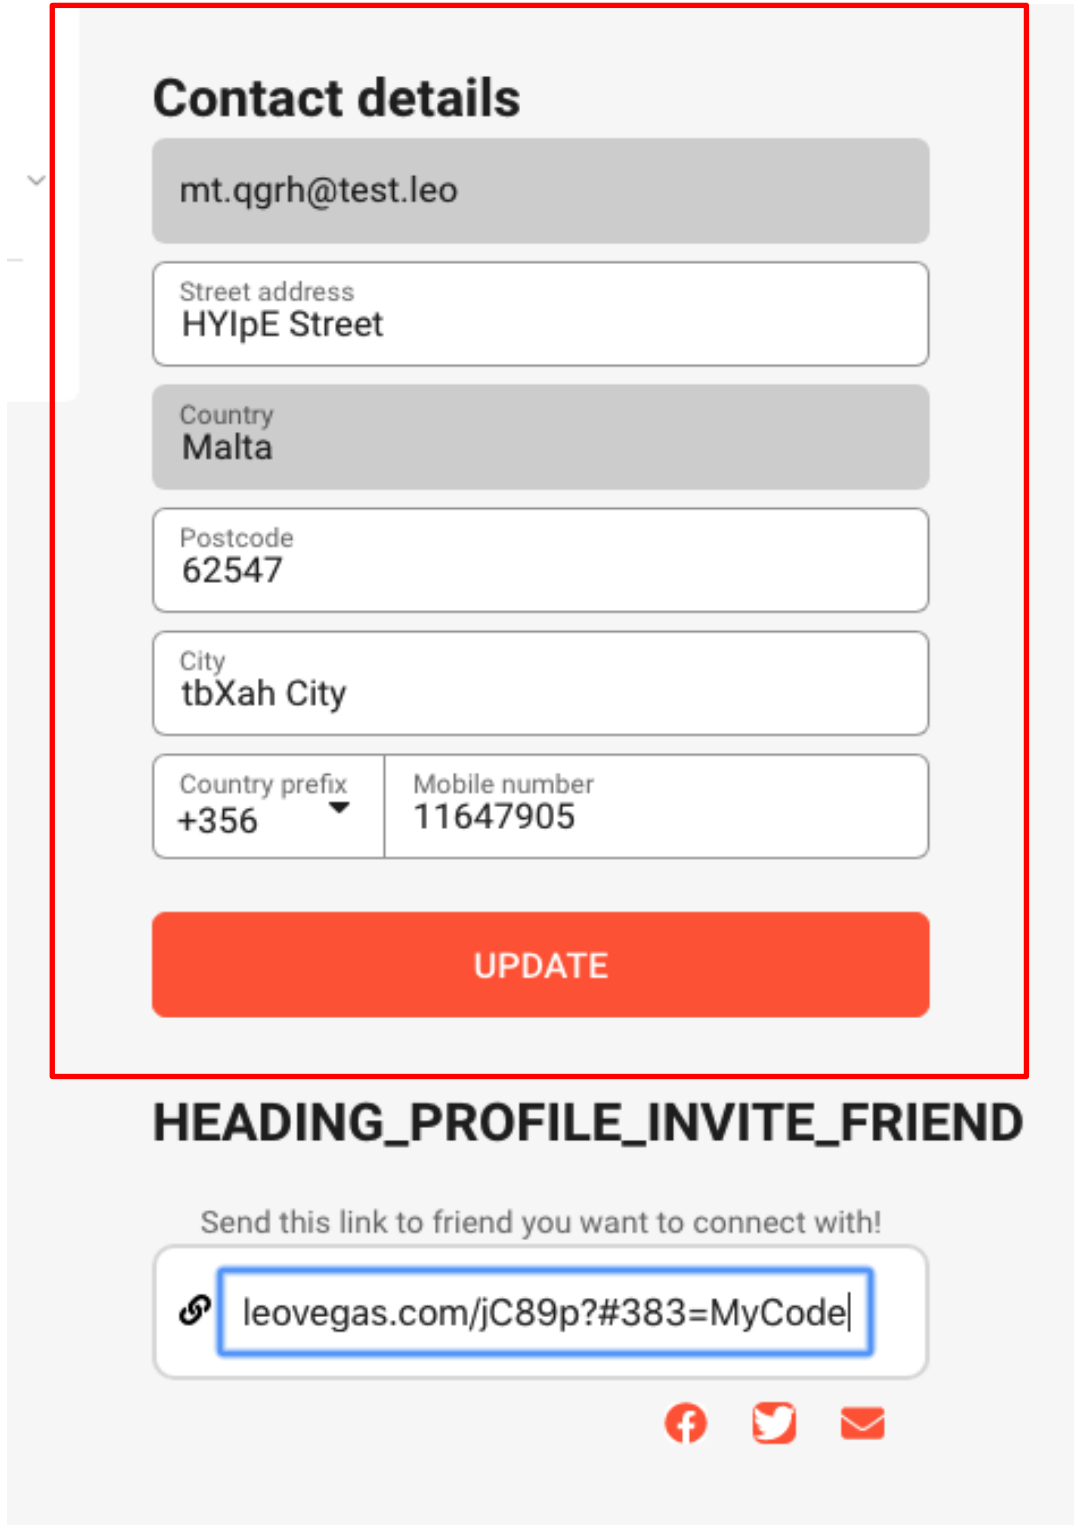 Contact details
mt.qgrh@test.leo
Street address
HYIpE Street
Country
Malta
Postcode
62547
City
tbXah City
Country prefix
+356
Mobile number
11647905
UPDATE
HEADING_PROFILE_INVITE_FRIEND
Send this link to friend you want to connect with!
leovegas.com/jC89p?#383=MyCode